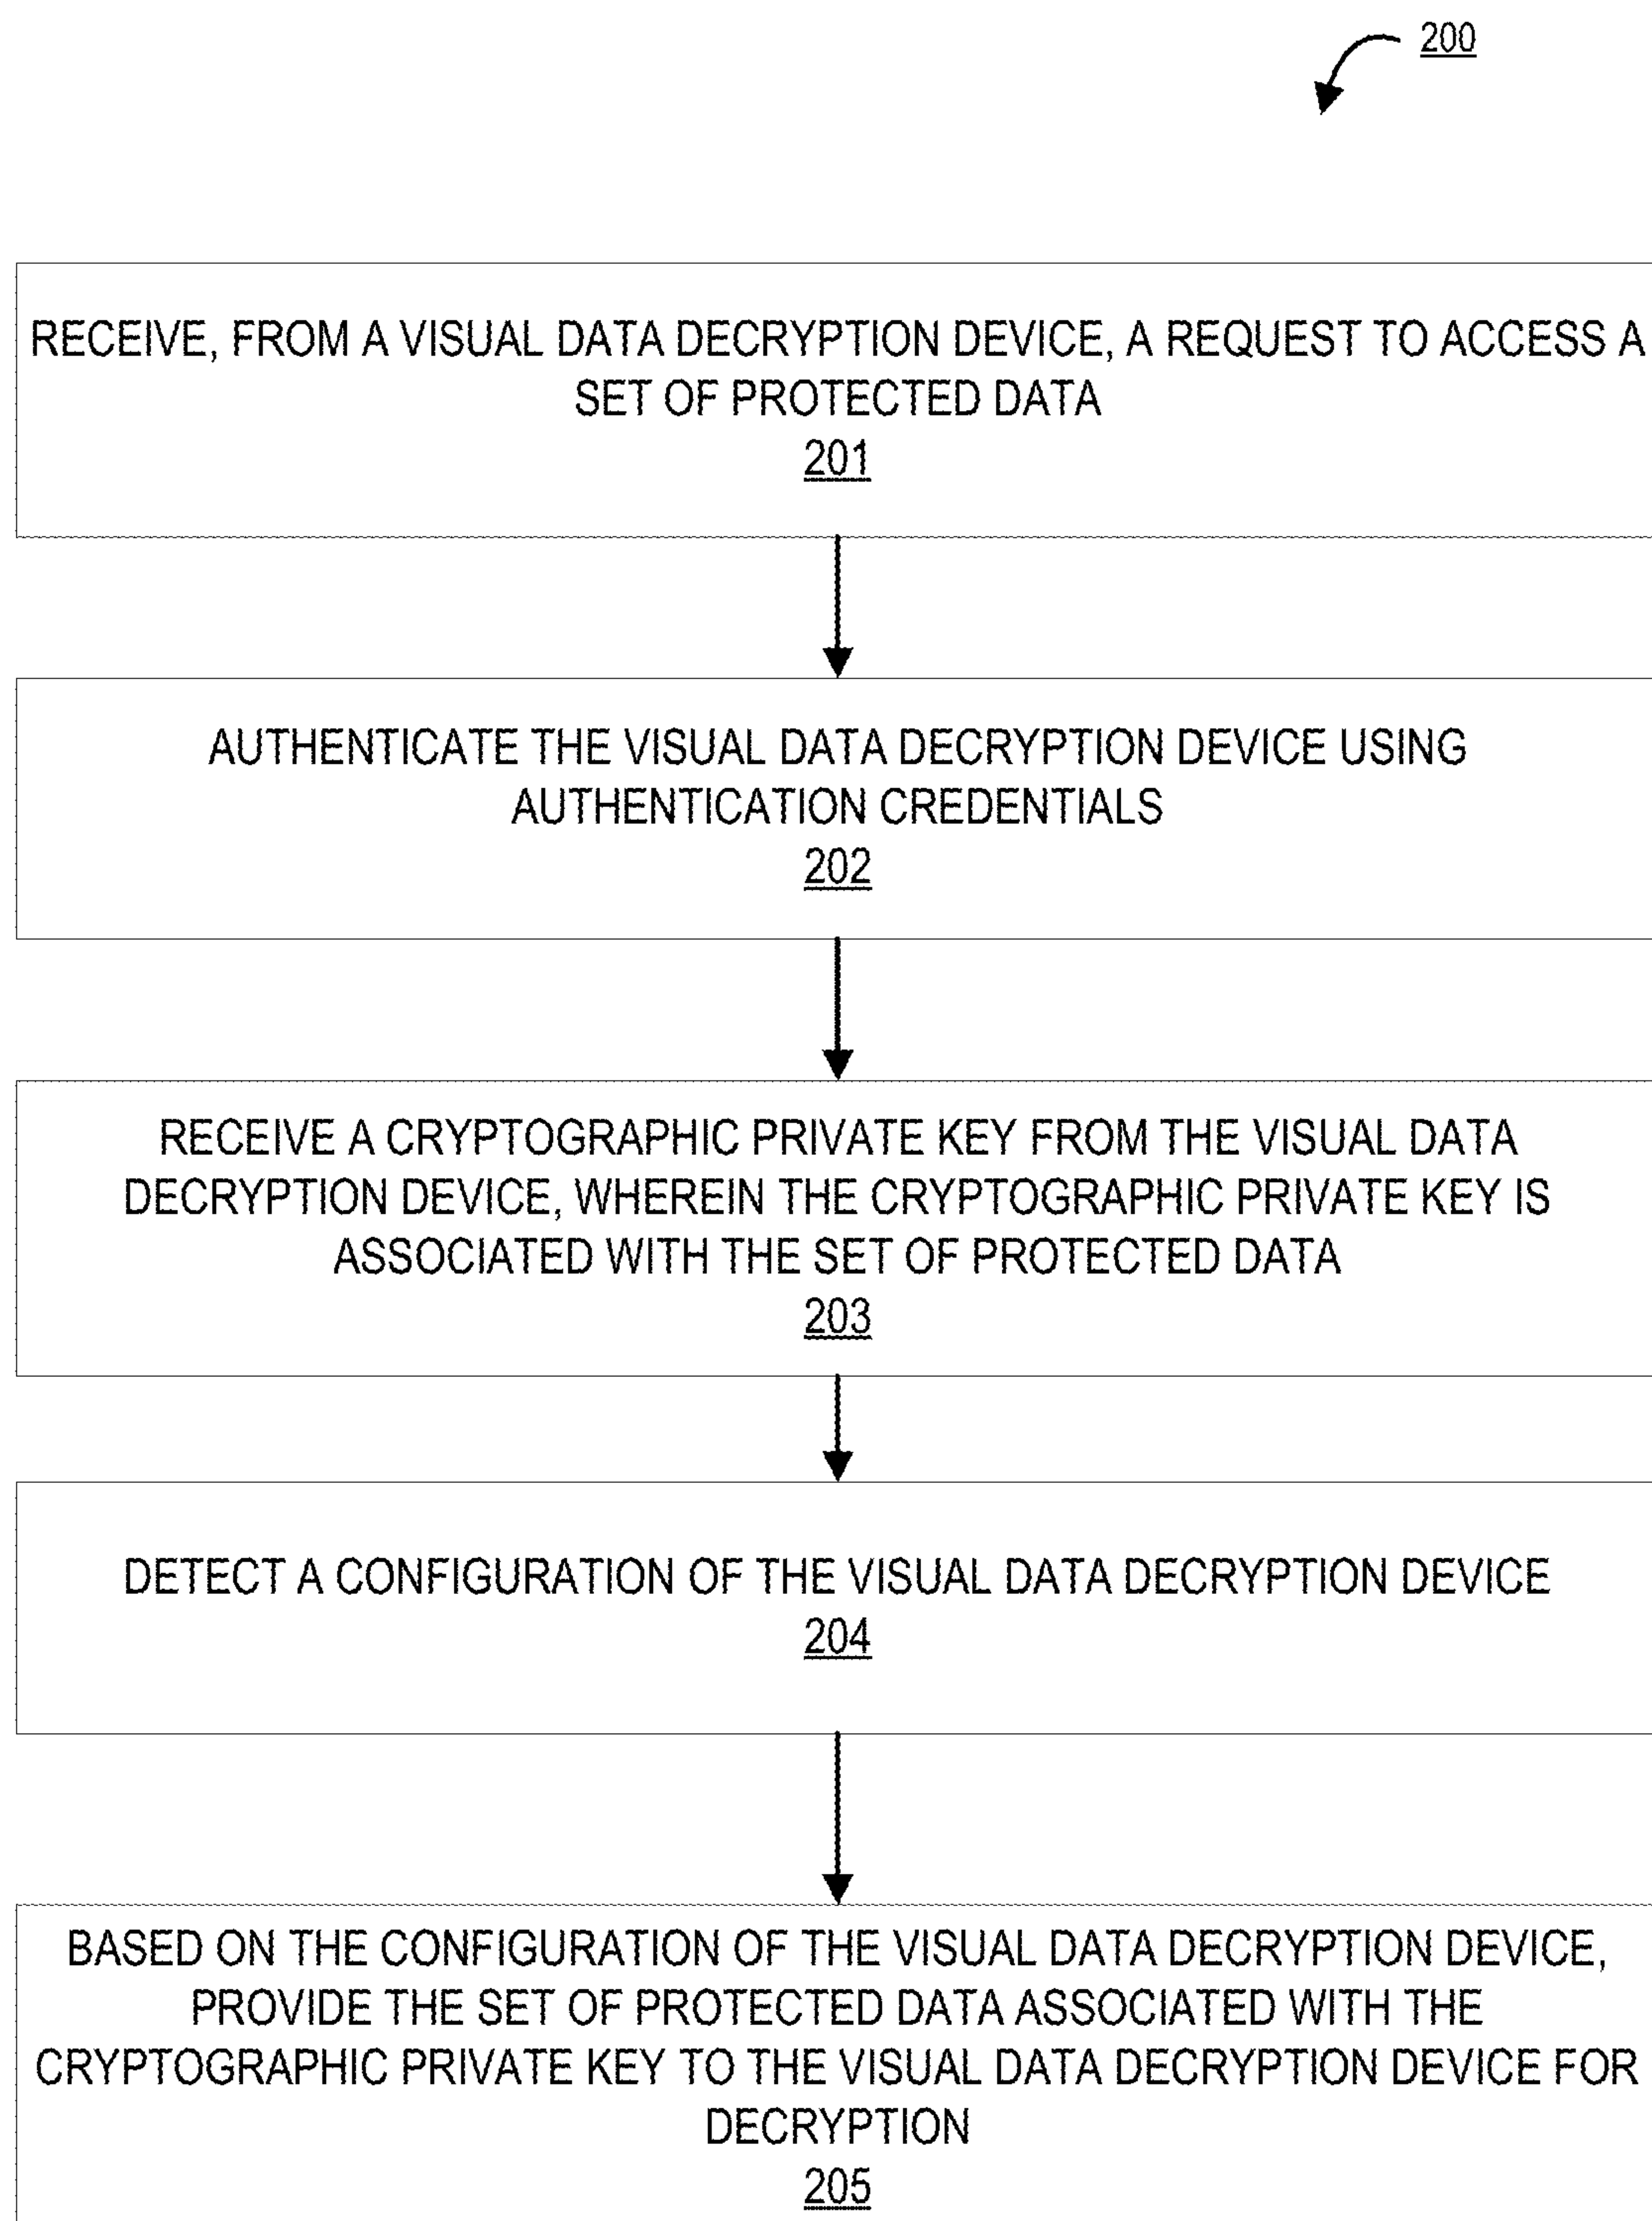 200
RECEIVE, FROM A VISUAL DATA DECRYPTION DEVICE, A REQUEST TO ACCESS A
SET OF PROTECTED DATA
201
AUTHENTICATE THE VISUAL DATA DECRYPTION DEVICE USING
AUTHENTICATION CREDENTIALS
202
RECEIVE A CRYPTOGRAPHIC PRIVATE KEY FROM THE VISUAL DATA
DECRYPTION DEVICE, WHEREIN THE CRYPTOGRAPHIC PRIVATE KEY IS
ASSOCIATED WITH THE SET OF PROTECTED DATA
203
DETECT A CONFIGURATION OF THE VISUAL DATA DECRYPTION DEVICE
204
BASED ON THE CONFIGURATION OF THE VISUAL DATA DECRYPTION DEVICE,
PROVIDE THE SET OF PROTECTED DATA ASSOCIATED WITH THE
CRYPTOGRAPHIC PRIVATE KEY TO THE VISUAL DATA DECRYPTION DEVICE FOR
DECRYPTION
205